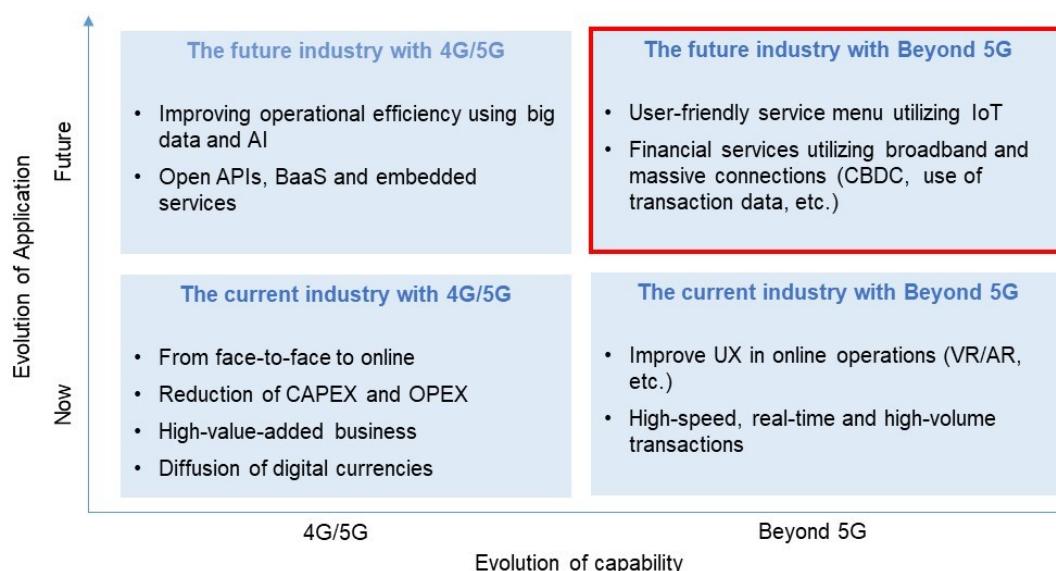 The future industry with 4G/5G
• Improving operational efficiency using big
data and AI
• Open APIs, BaaS and embedded
services
The future industry with Beyond 5G
• User-friendly service menu utilizing IoT
• Financial services utilizing broadband and
massive connections (CBDC, use of
transaction data, etc.)
The current industry with 4G/5G
• From face-to-face to online
• Reduction of CAPEX and OPEX
• High-value-added business
• Diffusion of digital currencies
The current industry with Beyond 5G
• Improve UX in online operations (VR/AR,
etc.)
• High-speed, real-time and high-volume
transactions
Evolution of Application
Future
Now
4G/5G
Beyond 5G
Evolution of capability